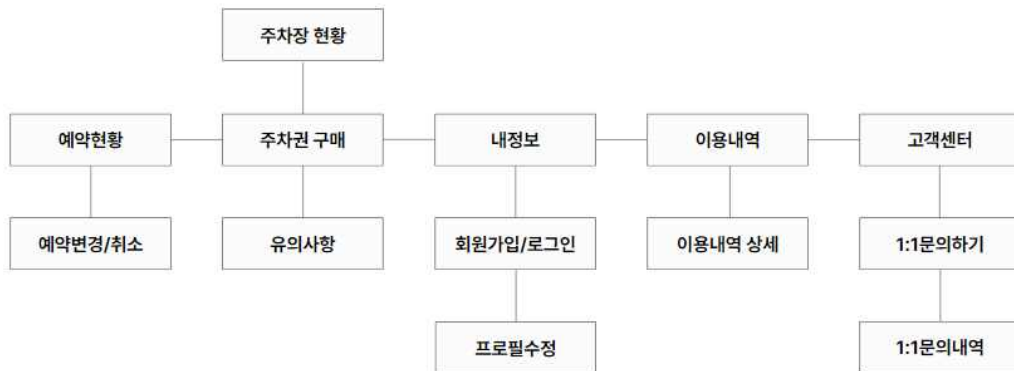 주차장 현황
예약현황
주차권 구매
내정보
이용내역
고객센터
예약변경/취소
유의사항
회원가입/로그인
이용내역 상세
1:1문의하기
프로필수정
1:1문의내역